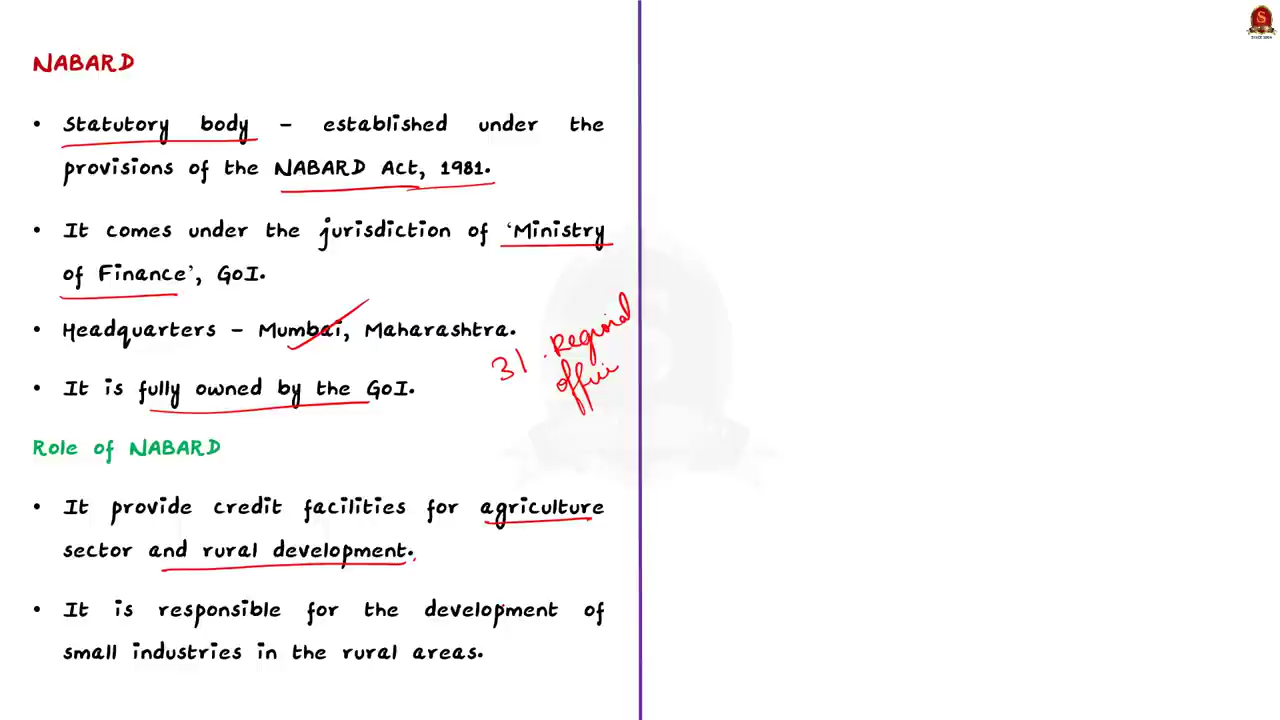 NABARD
• Statutory body – established under the
provisions of the NABARD Act, 1981.
• It comes under the jurisdiction of ‘Ministry
of Finance’, GoI.
• Headquarters – Mumbai, Maharashtra.
31 Regional
• It is fully owned by the GoI.
Role of NABARD
• It provide credit facilities for agriculture
sector and rural development.
• It is responsible for the development of
small industries in the rural areas.